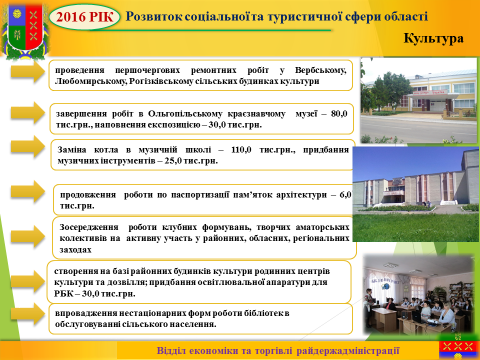 2016 РІК
Розвиток соціальної та туристичної сфери області
Культура
проведення першочергових ремонтних робіт у Вербському,
Любомирському, Рогізківському сільських будинках культури
завершення робіт в Ольгопільському краєзнавчому музеї – 80,0
тис.грн., наповнення експозицією – 30,0 тис.грн.
Заміна котла в музичній школі – 110,0 тис.грн., придбання
музичних інструментів – 25,0 тис.грн.
продовження роботи по паспортизації пам’яток архітектури – 6,0
тис.грн.
Зосередження роботи клубних формувань, творчих аматорських
колективів на активну участь у районних, обласних, регіональних
заходах
створення на базі районних будинків культури родинних центрів
культури та дозвілля; придбання освітлювальної апаратури для
РБК – 30,0 тис.грн.
впровадження нестаціонарних форм роботи бібліотек в
обслуговуванні сільського населення.
62
Відділ економіки та торгівлі райдержадміністрації